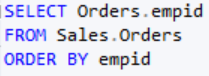 SELECT Orders.empid
FROM Sales.Orders
ORDER BY empid